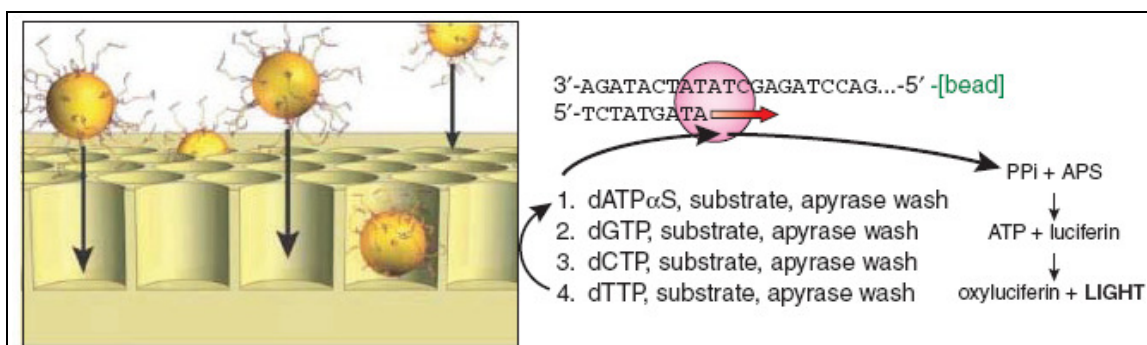 3′-AGATACTATATCGAGATCCAG...-5′ -[bead]
5′-TCTATGATA
1. dATPαS, substrate, apyrase wash
2. dGTP, substrate, apyrase wash
3. dCTP, substrate, apyrase wash
4. dTTP, substrate, apyrase wash
PPi + APS
ATP + luciferin
oxyluciferin + LIGHT